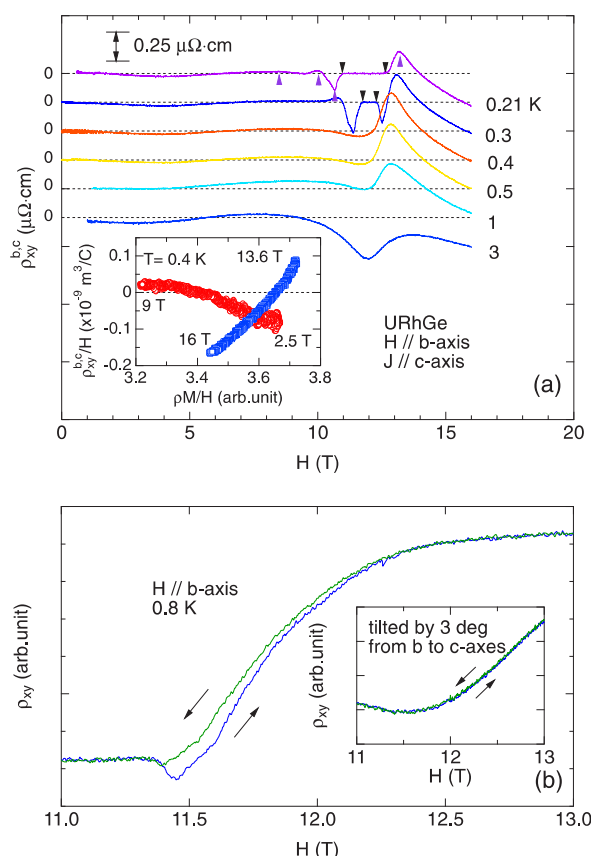 0.25 μΩ·cm
0
0
0
0
0
0
0.21 K
0.3
0.4
0.5
1
3
ρxy^b,c (μΩ·cm)
T= 0.4 K
13.6 T
9 T
16 T
2.5 T
0.1
0
-0.1
-0.2
ρxy^b,c/H (x10^-9 m^3/C)
3.2 3.4 3.6 3.8
ρM/H (arb.unit)
URhGe
H // b-axis
J // c-axis
(a)
0 5 10 15 20
H (T)
ρxy (arb.unit)
H // b-axis
0.8 K
tilted by 3 deg
from b to c-axes
ρxy (arb.unit)
11 12 13
H (T)
(b)
11.0 11.5 12.0 12.5 13.0
H (T)